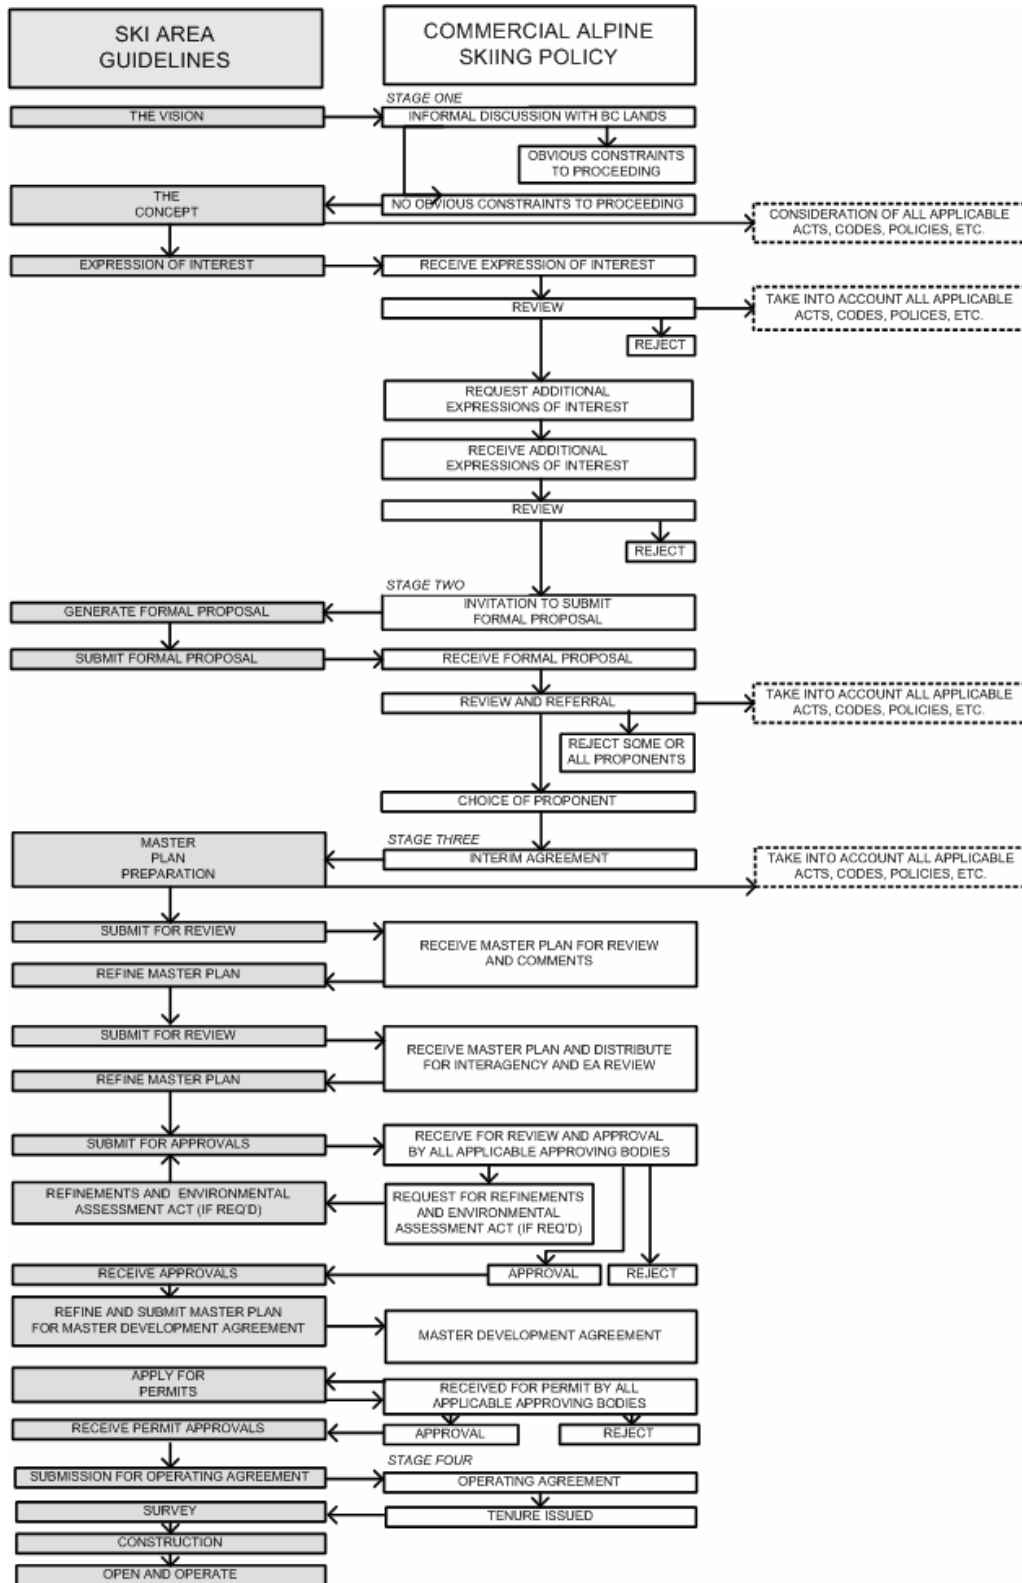 SKI AREA
GUIDELINES
COMMERCIAL ALPINE
SKIING POLICY
STAGE ONE
THE VISION
INFORMAL DISCUSSION WITH BC LANDS
OBVIOUS CONSTRAINTS
TO PROCEEDING
THE
CONCEPT
NO OBVIOUS CONSTRAINTS TO PROCEEDING
CONSIDERATION OF ALL APPLICABLE
ACTS, CODES, POLICIES, ETC.
EXPRESSION OF INTEREST
RECEIVE EXPRESSION OF INTEREST
REVIEW
TAKE INTO ACCOUNT ALL APPLICABLE
ACTS, CODES, POLICES, ETC.
REJECT
REQUEST ADDITIONAL
EXPRESSIONS OF INTEREST
RECEIVE ADDITIONAL
EXPRESSIONS OF INTEREST
REVIEW
REJECT
STAGE TWO
GENERATE FORMAL PROPOSAL
INVITATION TO SUBMIT
FORMAL PROPOSAL
SUBMIT FORMAL PROPOSAL
RECEIVE FORMAL PROPOSAL
REVIEW AND REFERRAL
TAKE INTO ACCOUNT ALL APPLICABLE
ACTS, CODES, POLICIES, ETC.
REJECT SOME OR
ALL PROPONENTS
CHOICE OF PROPONENT
STAGE THREE
MASTER
PLAN
PREPARATION
INTERIM AGREEMENT
TAKE INTO ACCOUNT ALL APPLICABLE
ACTS, CODES, POLICIES, ETC.
SUBMIT FOR REVIEW
RECEIVE MASTER PLAN FOR REVIEW
AND COMMENTS
REFINE MASTER PLAN
SUBMIT FOR REVIEW
RECEIVE MASTER PLAN AND DISTRIBUTE
FOR INTERAGENCY AND EA REVIEW
REFINE MASTER PLAN
SUBMIT FOR APPROVALS
RECEIVE FOR REVIEW AND APPROVAL
BY ALL APPLICABLE APPROVING BODIES
REFINEMENTS AND ENVIRONMENTAL
ASSESSMENT ACT (IF REQ'D)
REQUEST FOR REFINEMENTS
AND ENVIRONMENTAL
ASSESSMENT ACT (IF REQ'D)
RECEIVE APPROVALS
APPROVAL
REJECT
REFINE AND SUBMIT MASTER PLAN
FOR MASTER DEVELOPMENT AGREEMENT
MASTER DEVELOPMENT AGREEMENT
APPLY FOR
PERMITS
RECEIVED FOR PERMIT BY ALL
APPLICABLE APPROVING BODIES
RECEIVE PERMIT APPROVALS
APPROVAL
REJECT
STAGE FOUR
SUBMISSION FOR OPERATING AGREEMENT
OPERATING AGREEMENT
SURVEY
TENURE ISSUED
CONSTRUCTION
OPEN AND OPERATE